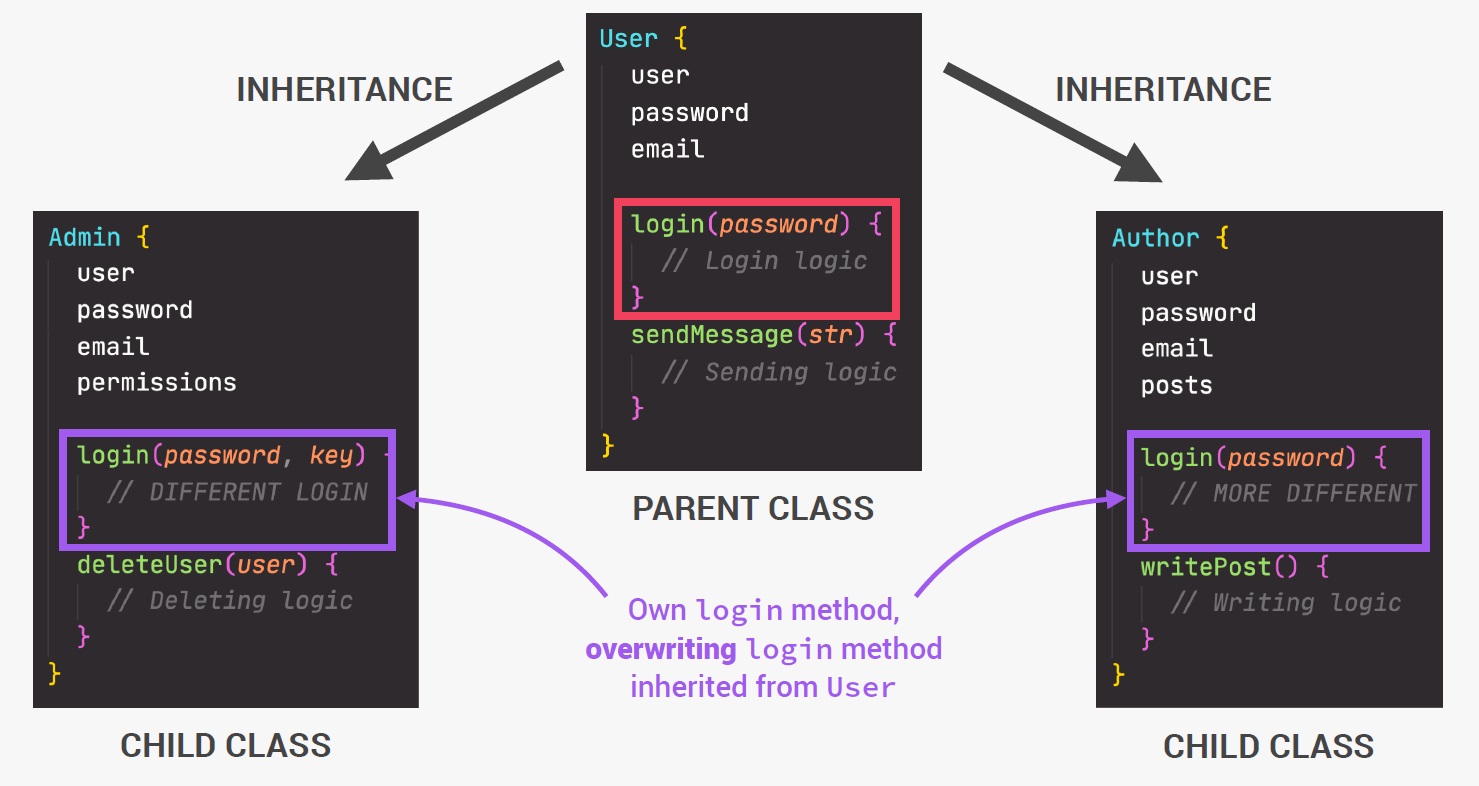 INHERITANCE
INHERITANCE
User {
user
password
email
login(password) {
// Login logic
}
sendMessage(str) {
// Sending logic
}
}
PARENT CLASS
Admin {
user
password
email
permissions
login(password, key) {
// DIFFERENT LOGIN
}
deleteUser(user) {
// Deleting logic
}
}
CHILD CLASS
Author {
user
password
email
posts
login(password) {
// MORE DIFFERENT
}
writePost() {
// Writing logic
}
}
CHILD CLASS
Own login method,
overwriting login method
inherited from User